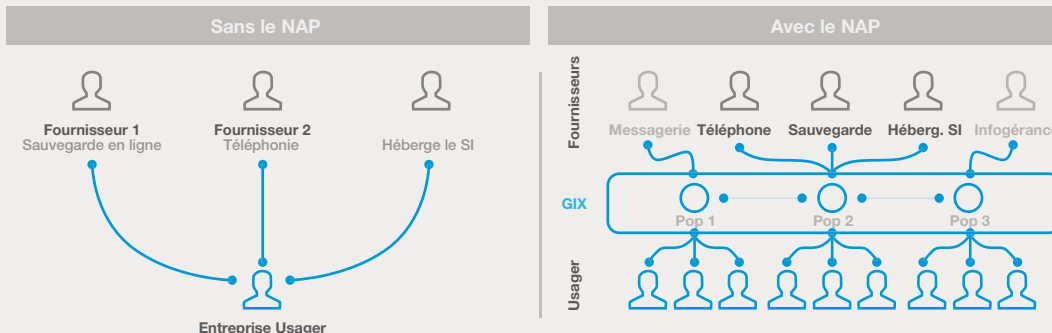 Sans le NAP
Fournisseur 1
Sauvegarde en ligne
Fournisseur 2
Téléphonie
Héberge le SI
Entreprise Usager
Avec le NAP
Fournisseurs
Messagerie
Téléphone
Sauvegarde
Héberg. SI
Infogérance
GIX
Pop 1
Pop 2
Pop 3
Usager